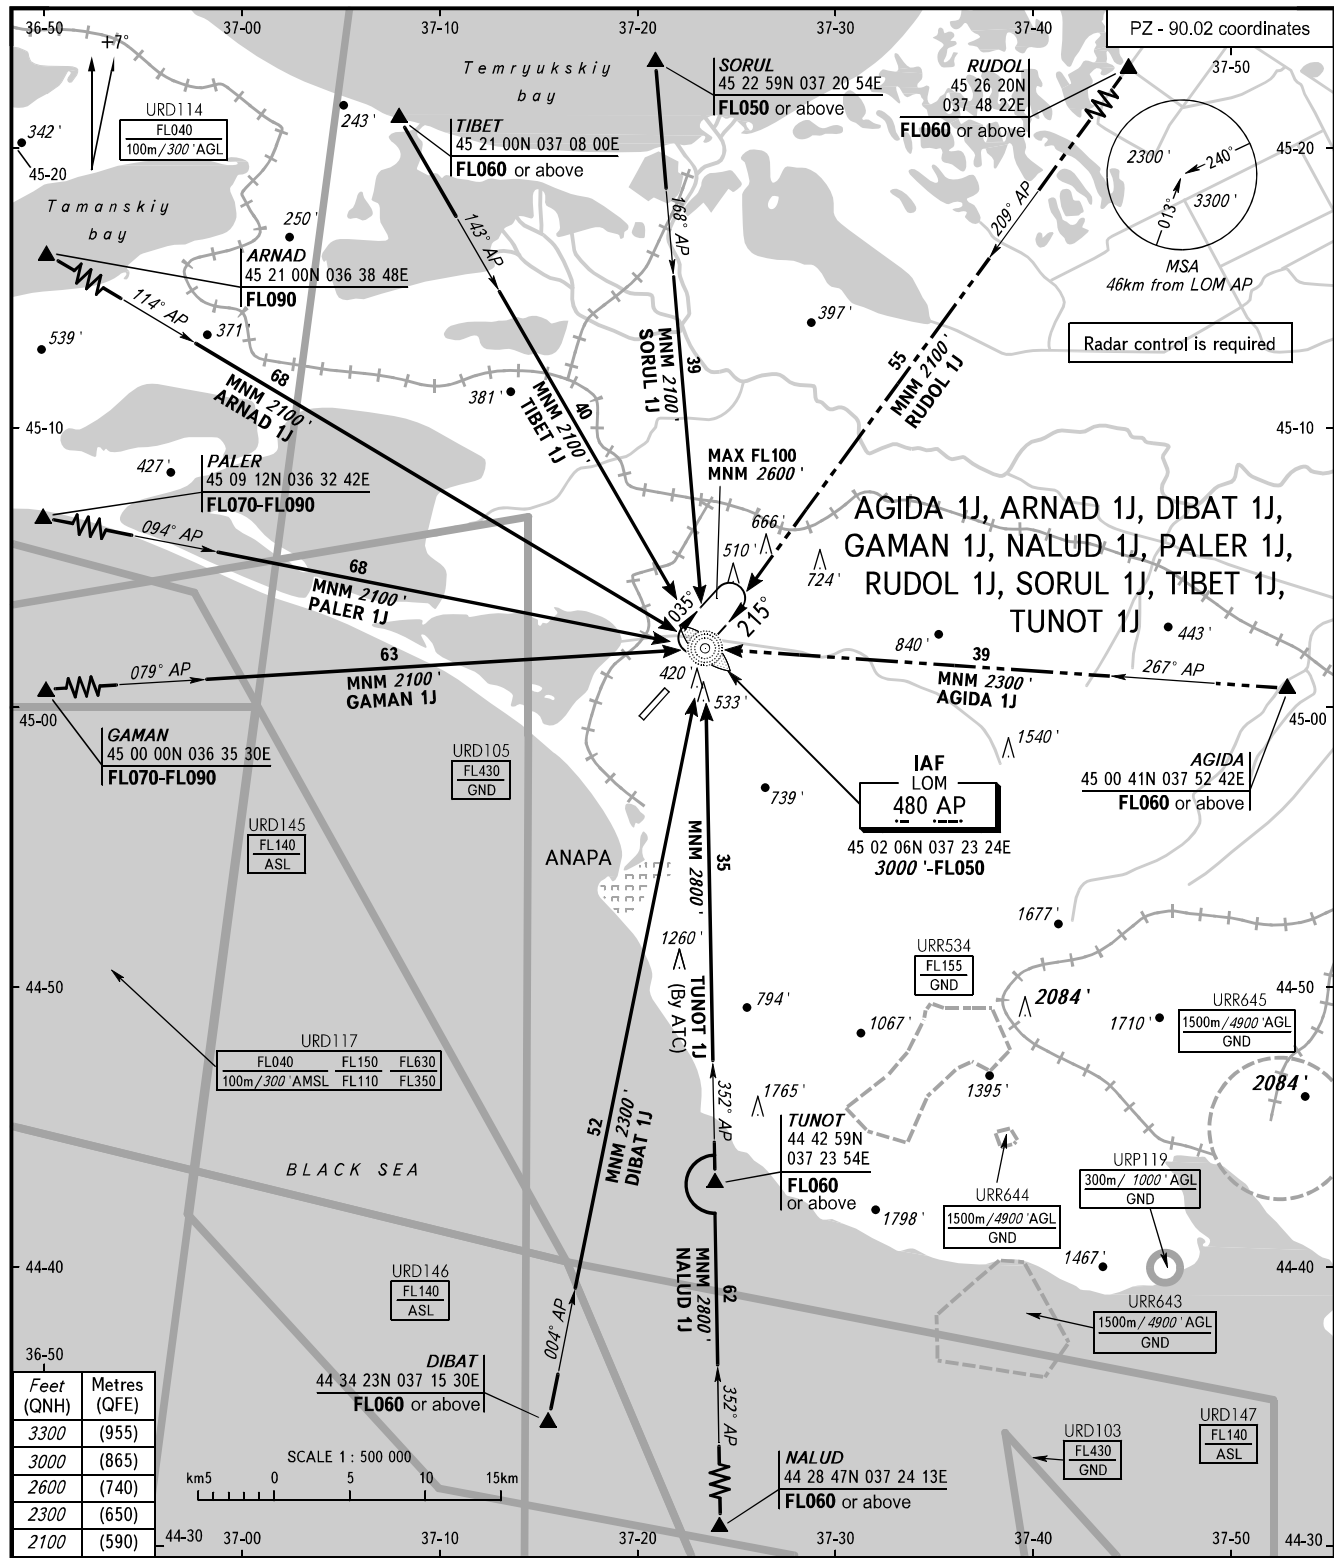 36-50
37-00
37-10
37-20
37-30
37-40
PZ - 90.02 coordinates
37-50
+7°
Temryukskiy
bay
SORUL
45 22 59N 037 20 54E
FL050 or above
RUDOL
45 26 20N
037 48 22E
FL060 or above
URD114
FL040
100m/300'AGL
342'
45-20
243'
TIBET
45 21 00N 037 08 00E
FL060 or above
2300'
240°
013°
3300'
45-20
MSA
46km from LOM AP
Radar control is required
Tamanskiy
bay
250'
ARNAD
45 21 00N 036 38 48E
FL090
143° AP
168° AP
209° AP
114° AP
539'
371'
397'
381'
68
MNM 2100'
ARNAD 1J
40
MNM 2100'
TIBET 1J
39
MNM 2100'
SORUL 1J
55
MNM 2100'
RUDOL 1J
45-10
45-10
427'
PALER
45 09 12N 036 32 42E
FL070-FL090
MAX FL100
MNM 2600'
094° AP
68
MNM 2100'
PALER 1J
666'
510'
724'
AGIDA 1J, ARNAD 1J, DIBAT 1J,
GAMAN 1J, NALUD 1J, PALER 1J,
RUDOL 1J, SORUL 1J, TIBET 1J,
TUNOT 1J
035°
215°
840'
443'
079° AP
63
MNM 2100'
GAMAN 1J
39
MNM 2300'
AGIDA 1J
267° AP
420'
533'
45-00
45-00
GAMAN
45 00 00N 036 35 30E
FL070-FL090
URD105
FL430
GND
1540'
AGIDA
45 00 41N 037 52 42E
FL060 or above
IAF
LOM
480 AP
45 02 06N 037 23 24E
3000'-FL050
739'
URD145
FL140
ASL
ANAPA
35
MNM 2800'
TUNOT 1J
(By ATC)
1260'
1677'
URR534
FL155
GND
44-50
44-50
794'
1067'
2084'
1710'
URR645
1500m/4900'AGL
GND
URD117
FL040
100m/300'AMSL
FL150
FL110
FL630
FL350
1395'
2084'
1765'
352° AP
52
MNM 2300'
DIBAT 1J
TUNOT
44 42 59N
037 23 54E
FL060
or above
BLACK SEA
URP119
300m/1000'AGL
GND
URR644
1500m/4900'AGL
GND
1798'
1467'
44-40
44-40
URD146
FL140
ASL
62
MNM 2800'
NALUD 1J
URR643
1500m/4900'AGL
GND
004° AP
36-50
DIBAT
44 34 23N 037 15 30E
FL060 or above
352° AP
Feet
(QNH)
Metres
(QFE)
3300 (955)
3000 (865)
2600 (740)
2300 (650)
2100 (590)
SCALE 1 : 500 000
km5 0 5 10 15km
URD103
FL430
GND
URD147
FL140
ASL
NALUD
44 28 47N 037 24 13E
FL060 or above
44-30
37-00
37-10
37-20
37-30
37-40
37-50
44-30